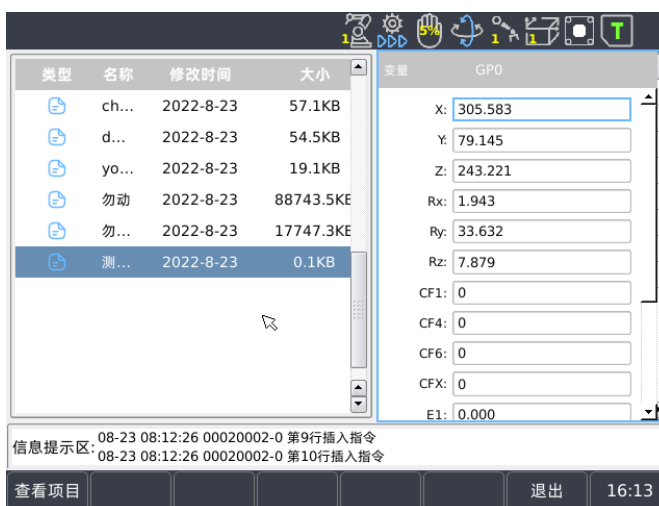 1 DDD 5% 1 1 T
类型 名称 修改时间 大小
ch... 2022-8-23 57.1KB
d... 2022-8-23 54.5KB
yo... 2022-8-23 19.1KB
勿动 2022-8-23 88743.5KB
勿... 2022-8-23 17747.3KB
测... 2022-8-23 0.1KB
变量 GP0
X: 305.583
Y: 79.145
Z: 243.221
Rx: 1.943
Ry: 33.632
Rz: 7.879
CF1: 0
CF4: 0
CF6: 0
CFX: 0
E1: 0.000
信息提示区:
08-23 08:12:26 00020002-0 第9行插入指令
08-23 08:12:26 00020002-0 第10行插入指令
查看项目 退出 16:13